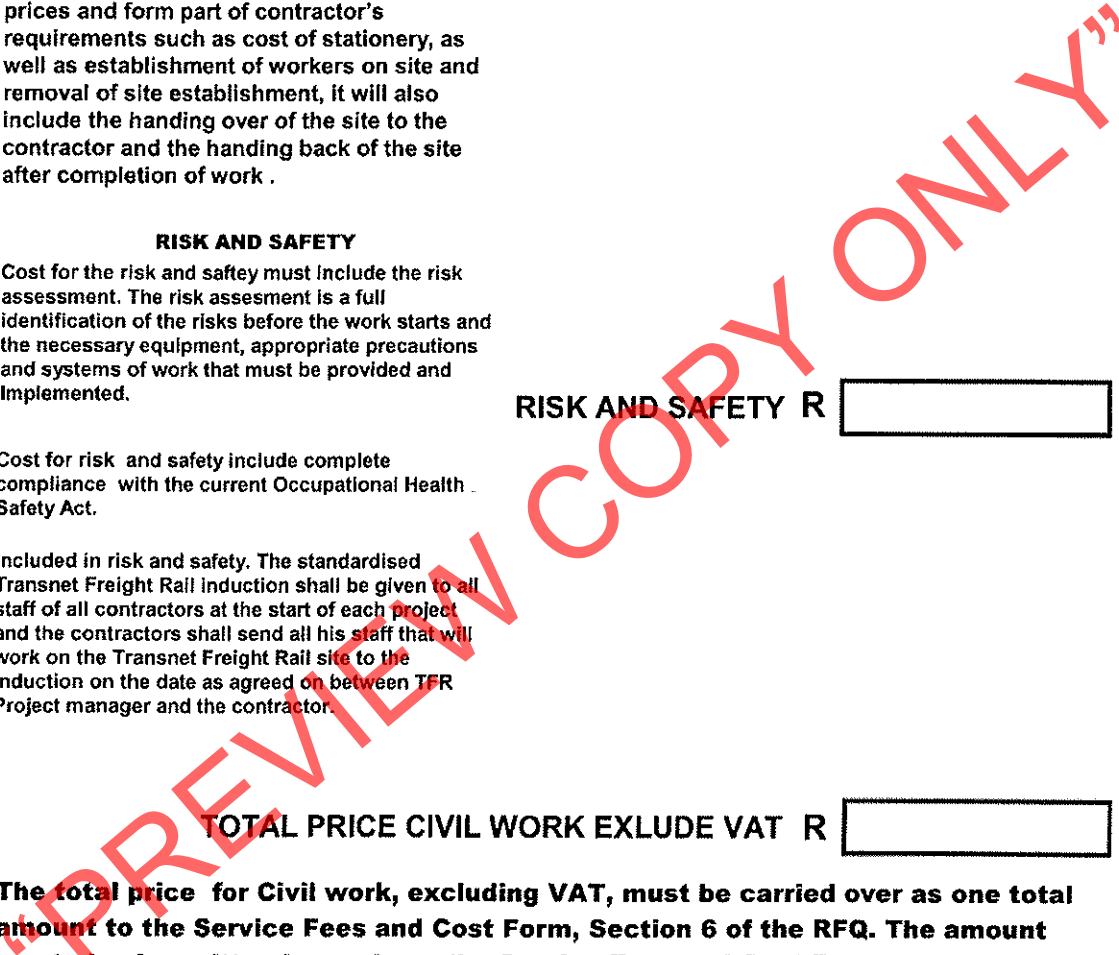 prices and form part of contractor's
requirements such as cost of stationery, as
well as establishment of workers on site and
removal of site establishment, it will also
include the handing over of the site to the
contractor and the handing back of the site
after completion of work .
RISK AND SAFETY
Cost for the risk and saftey must include the risk
assessment. The risk assesment is a full
identification of the risks before the work starts and
the necessary equipment, appropriate precautions
and systems of work that must be provided and
Implemented.
RISK AND SAFETY R
Cost for risk and safety include complete
compliance with the current Occupational Health
Safety Act.
ncluded in risk and safety. The standardised
Transnet Freight Rail induction shall be given to all
staff of all contractors at the start of each project
and the contractors shall send all his staff that will
work on the Transnet Freight Rail site to the
nduction on the date as agreed on between TFR
Project manager and the contractor.
TOTAL PRICE CIVIL WORK EXLUDE VAT R
The total price for Civil work, excluding VAT, must be carried over as one total
amount to the Service Fees and Cost Form, Section 6 of the RFQ. The amount
"PREVIEW COPY ONLY"